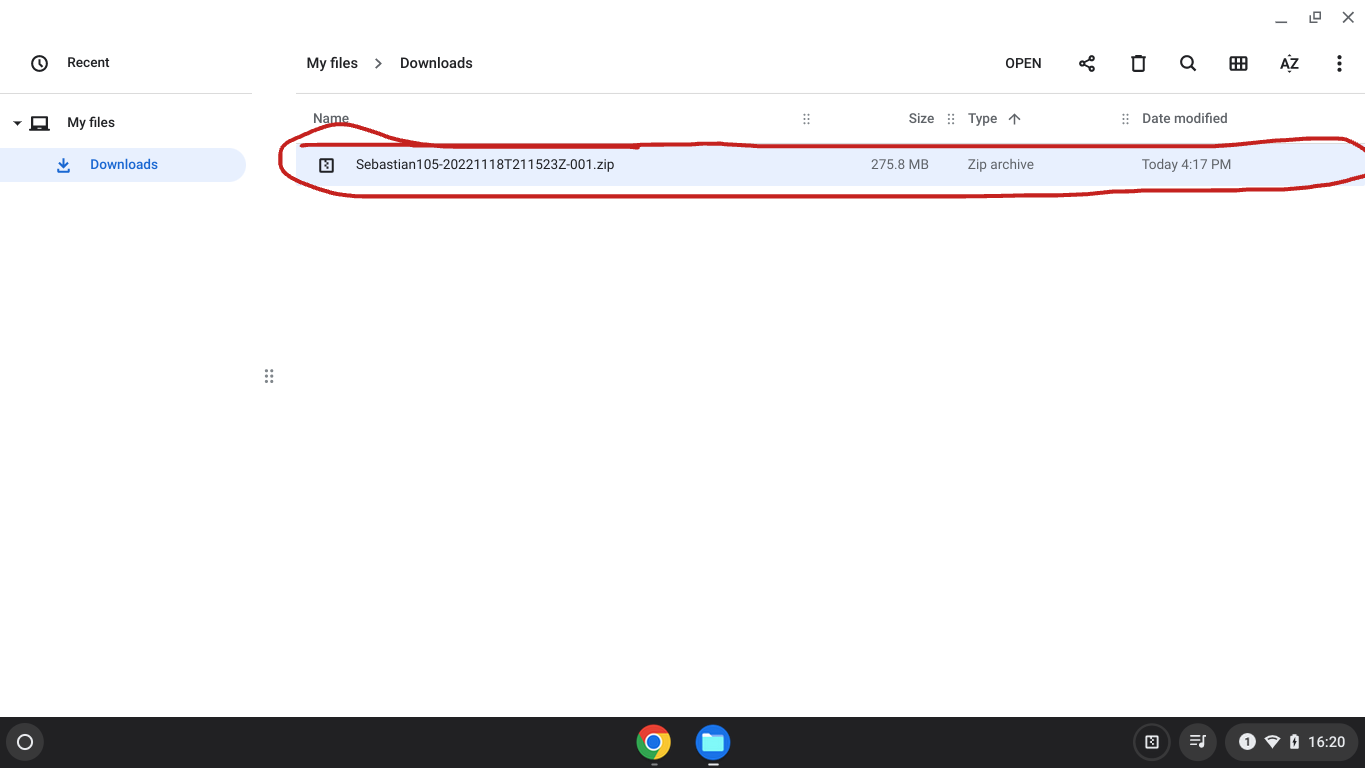 Recent
My files
Downloads
My files > Downloads
OPEN
AZ
Name Size Type Date modified
Sebastian105-20221118T211523Z-001.zip 275.8 MB Zip archive Today 4:17 PM
1 16:20